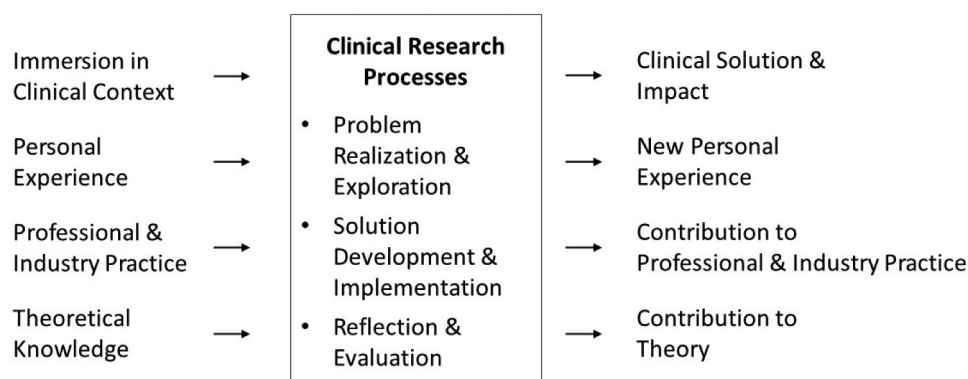 Immersion in
Clinical Context
Personal
Experience
Professional &
Industry Practice
Theoretical
Knowledge
Clinical Research
Processes
• Problem
Realization &
Exploration
• Solution
Development &
Implementation
• Reflection &
Evaluation
Clinical Solution &
Impact
New Personal
Experience
Contribution to
Professional & Industry Practice
Contribution to
Theory